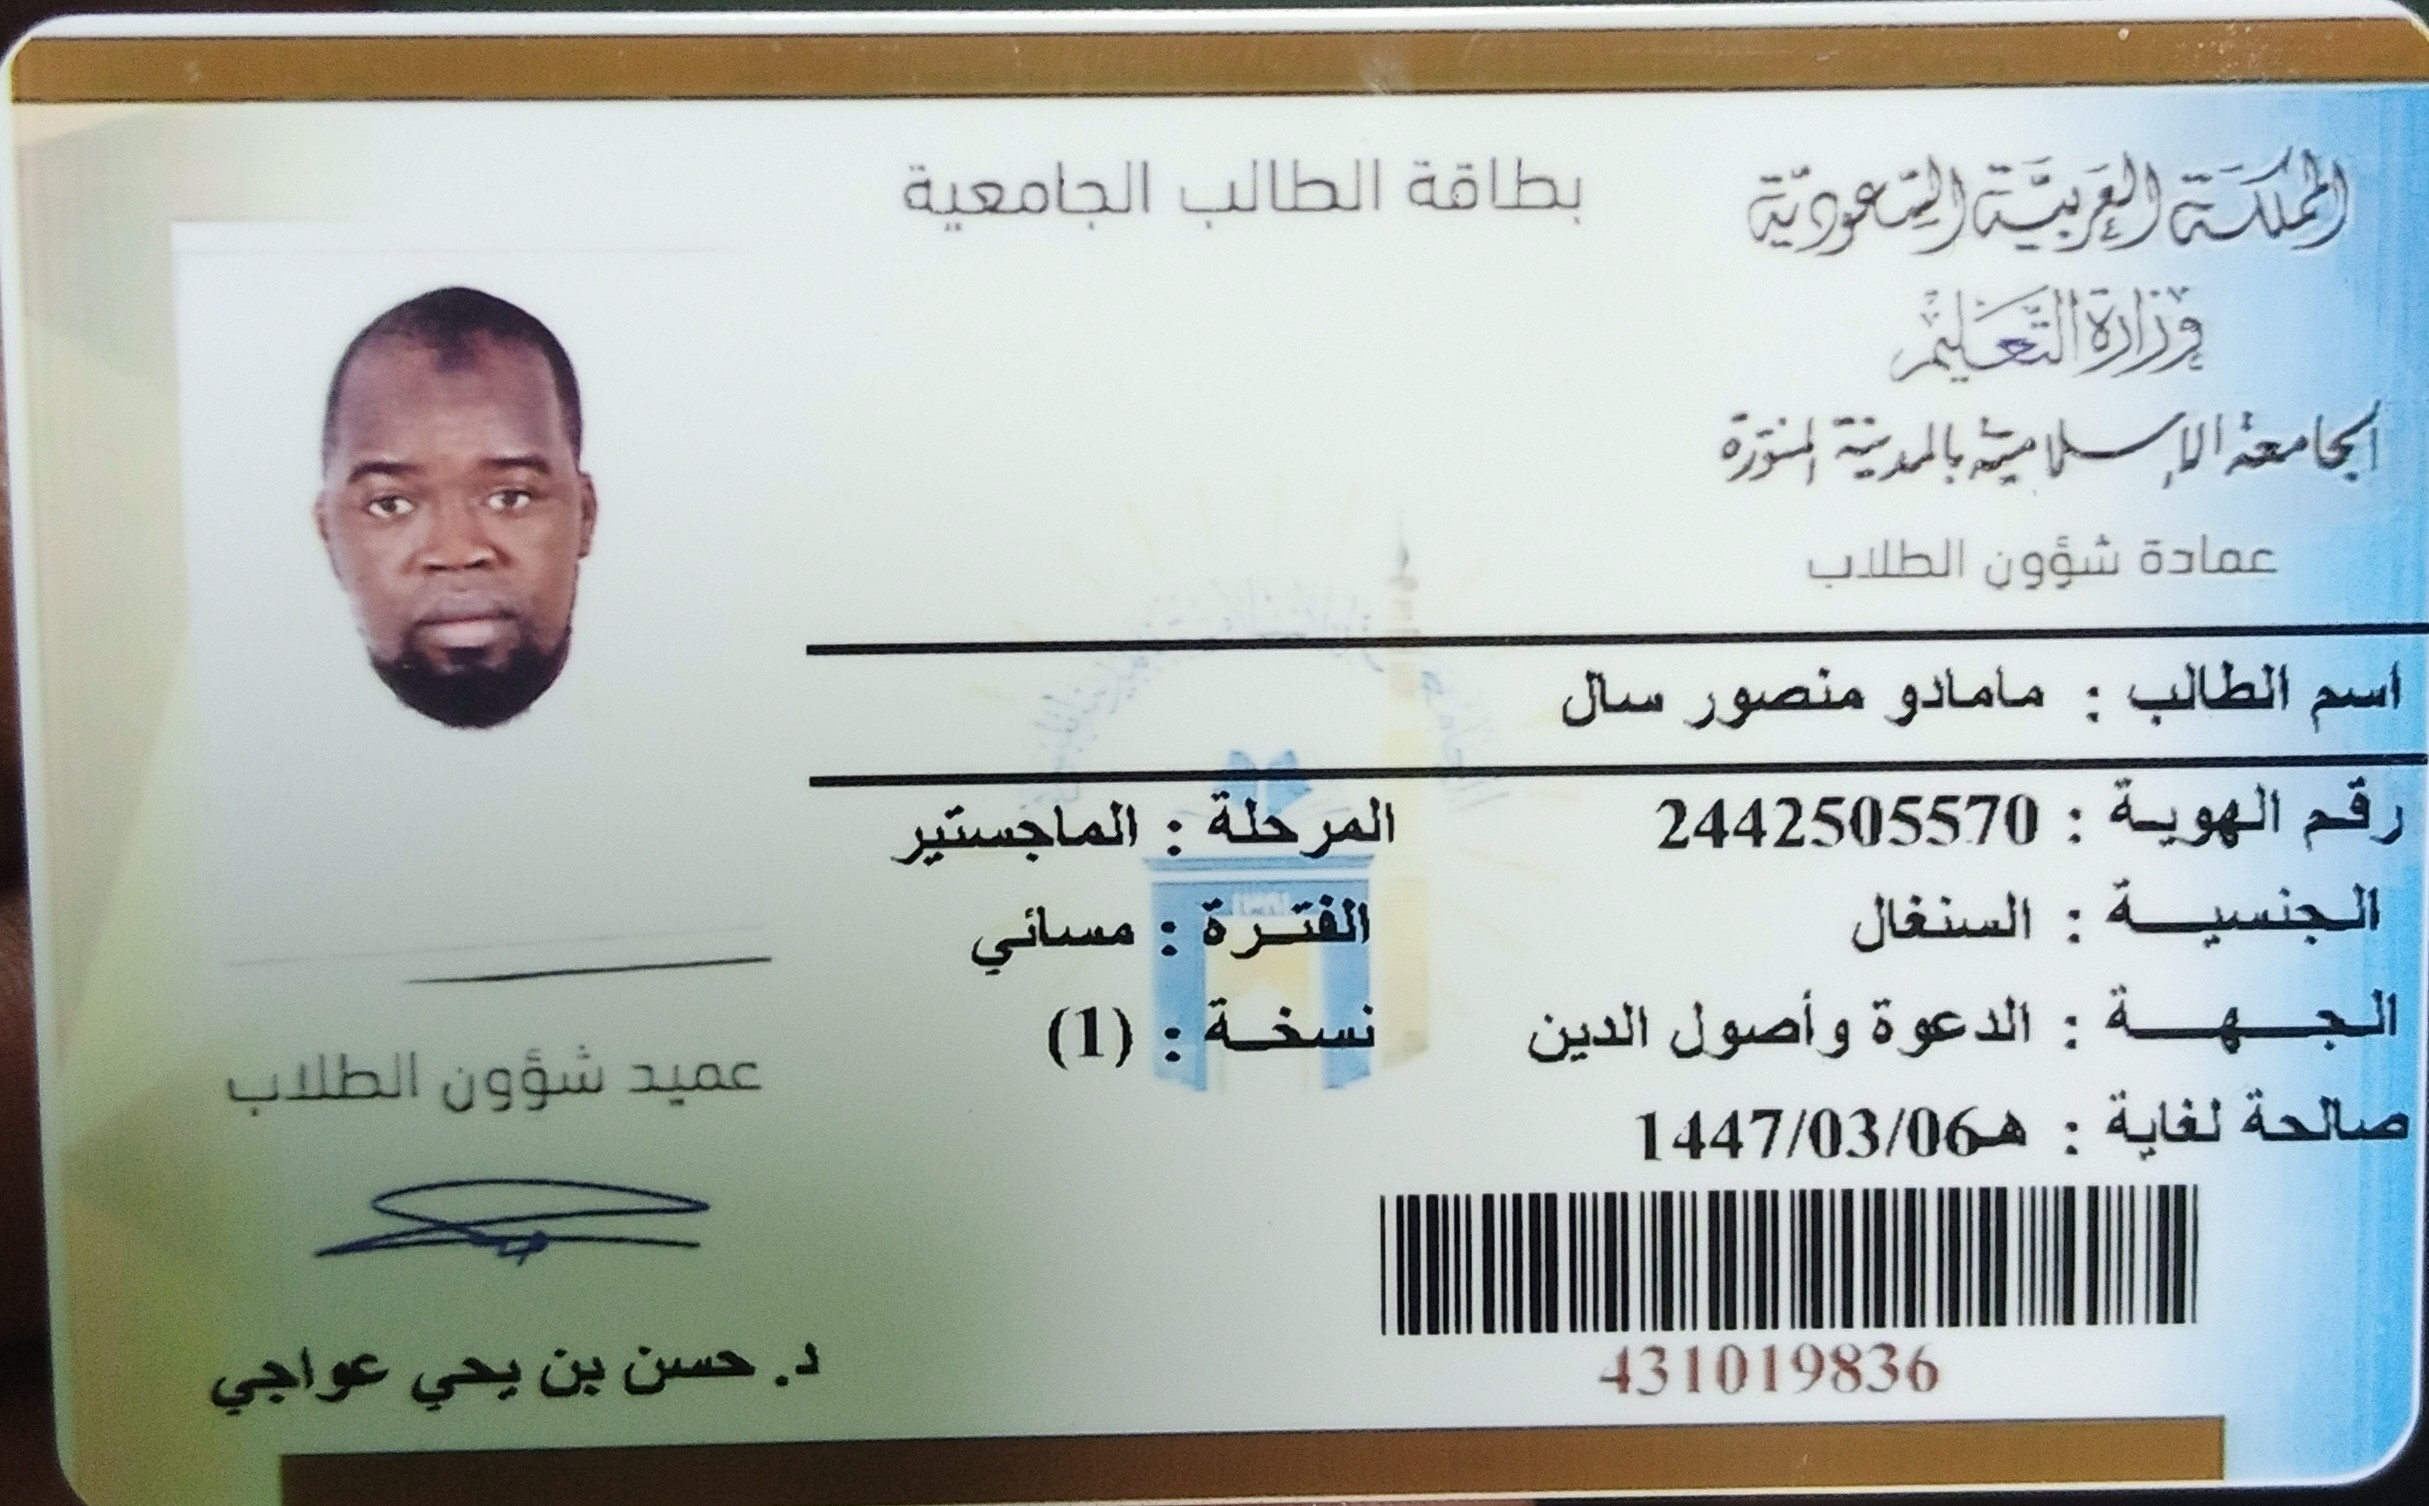 المملكة العربية السعودية
وزارة التعليم
الجامعة الإسلامية بالمدينة المنورة
عمادة شؤون الطلاب
بطاقة الطالب الجامعية
اسم الطالب : مامادو منصور سال
رقم الهوية : 2442505570
المرحلة : الماجستير
الجنسية : السنغال
الفترة : مسائي
الجهة : الدعوة وأصول الدين
نسخة : (1)
صالحة لغاية : 1447/03/06هـ
431019836
عميد شؤون الطلاب
د. حسن بن يحي عواجي